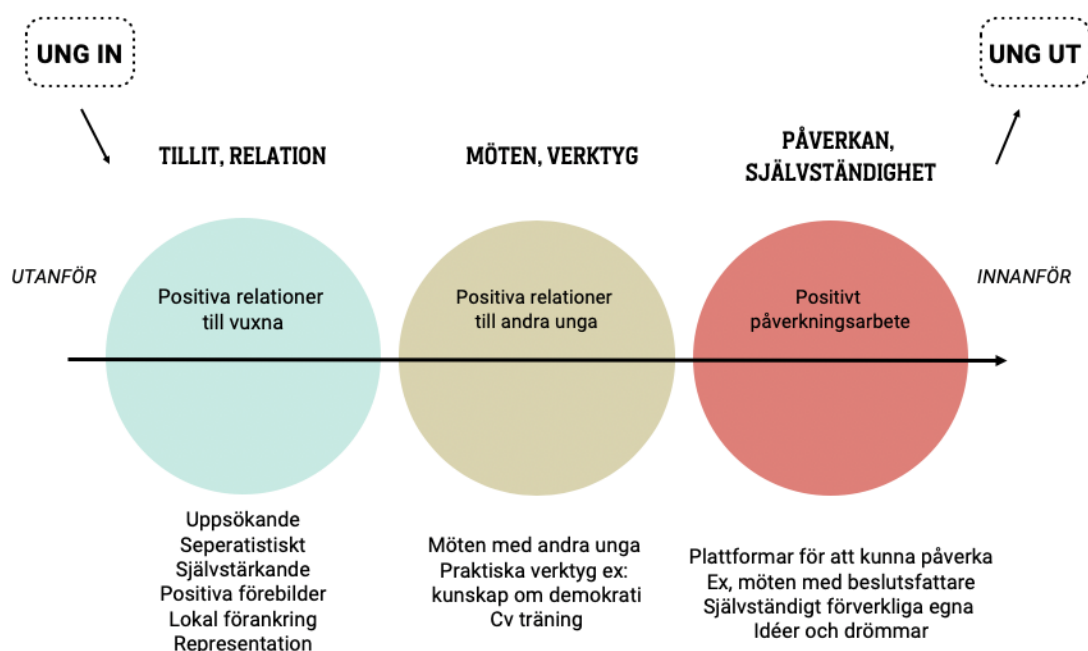 UNG IN
UNG UT
TILLIT, RELATION
MÖTEN, VERKTYG
PÅVERKAN,
SJÄLVSTÄNDIGHET
UTANFÖR
INNANFÖR
Positiva relationer
till vuxna
Positiva relationer
till andra unga
Positivt
påverkningsarbete
Uppsökande
Seperatistiskt
Självstärkande
Positiva förebilder
Lokal förankring
Representation
Möten med andra unga
Praktiska verktyg ex:
kunskap om demokrati
Cv träning
Plattformar för att kunna påverka
Ex, möten med beslutsfattare
Självständigt förverkliga egna
Idéer och drömmar